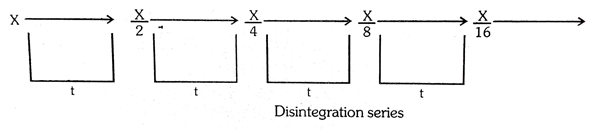 X X/2 X/4 X/8 X/16
t t t t
Disintegration series